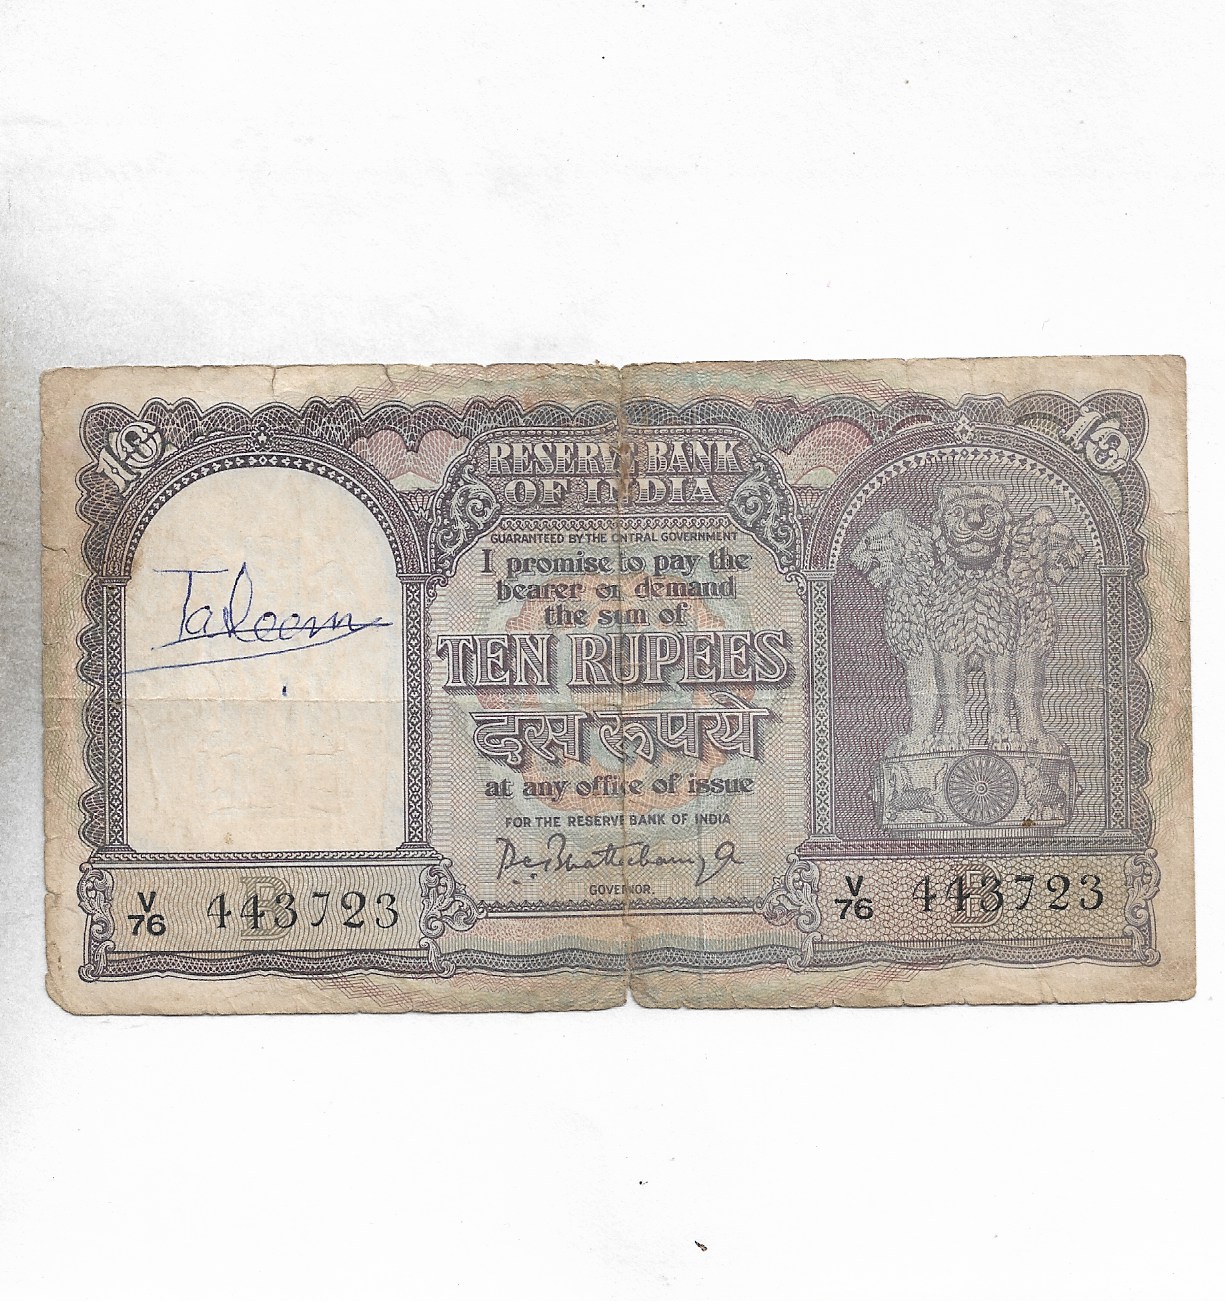 10
10
RESERVE BANK
OF INDIA
GUARANTEED BY THE CENTRAL GOVERNMENT
I promise to pay the
bearer on demand
the sum of
TEN RUPEES
दस रूपये
at any office of issue
FOR THE RESERVE BANK OF INDIA
GOVERNOR.
Taleem
V
76
B
443723
V
76
B
443723